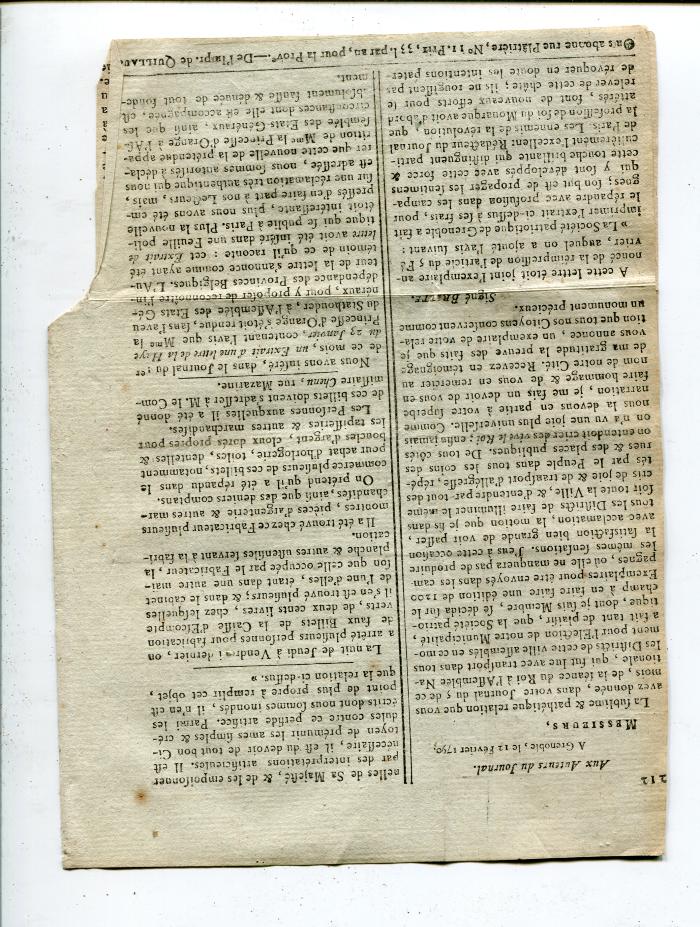 212
Aux Auteurs du Journal.
A Grenoble, le 12 Février 1790.
MESSIEURS,
La sublime & pathétique relation que vous
avez donnée, dans votre Journal du 5 de ce
mois, de la séance du Roi à l'Assemblée Na-
tionale, qui fut lue avec transport dans tous
les Districts de cette ville assemblés en ce mo-
ment pour l'Election de notre Municipalité,
a fait tant de plaisir, que la Société patrio-
tique, dont je suis Membre, se décida sur le
champ à en faire faire une édition de 1200
Exemplaires pour être envoyés dans les cam-
pagnes, où elle ne manquera pas de produire
les mêmes sensations. J'eus à cette occasion
la satisfaction bien grande de voir passer,
avec acclamation, la motion que je fis dans
tous les Districts de faire illuminer le même
soir toute la Ville, & d'entendre par-tout des
cris de joie & de transport d'allégresse, répé-
tés par le Peuple dans tous les coins des
rues & des places publiques. De tous côtés
on entendoit crier des vive le Roi; enfin jamais
on n'a vu une joie plus universelle. Comme
nous la devons en partie à votre superbe
narration, je me fais un devoir de vous en
faire hommage & de vous en remercier au
nom de notre Cité. Recevez en témoignage
de ma gratitude la preuve des faits que je
vous annonce, un exemplaire de votre rela-
tion que tous nos Citoyens conservent comme
un monument précieux.
Signé
A cette lettre étoit joint l'exemplaire an-
noncé de la réimpression de l'article du 5 Fé-
vrier, auquel on a ajouté l'avis suivant:
» La Société patriotique de Grenoble a fait
imprimer l'extrait ci-dessus à ses frais, pour
le répandre avec profusion dans les campa-
gnes; son but est de propager les sentimens
qui y sont développés avec cette force &
cette touche brillante qui distinguent parti-
culièrement l'excellent Rédacteur du Journal
de Paris. Les ennemis de la révolution, que
la profession de foi du Monarque avoit d'abord
attérés, font de nouveaux efforts pour se
relever de cette chûte; ils ne rougissent pas
de révoquer en doute les intentions pater-
nelles de Sa Majesté, & de les empoisonner
par des interprétations artificieuses. Il est
nécessaire, il est du devoir de tout bon Ci-
toyen de prémunir les ames simples & cré-
dules contre ce perfide artifice. Parmi les
écrits dont nous sommes inondés, il n'en est
point de plus propre à remplir cet objet,
que la relation ci-dessus. »
La nuit de Jeudi à Vendredi dernier, on
a arrêté plusieurs personnes pour fabrication
de faux Billets de la Caisse d'Escompte
verts, de deux cents livres, chez lesquelles
il s'en est trouvé plusieurs; & dans le cabinet
de l'une d'elles, étant dans une autre mai-
son que celle occupée par le Fabricateur, la
planche & autres ustensiles servant à la fabri-
cation.
Il a été trouvé chez ce Fabricateur plusieurs
montres, pièces d'argenterie & autres mar-
chandises, ainsi que des deniers comptans.
On prétend qu'il a été répandu dans le
commerce plusieurs de ces billets, notamment
pour achat d'horlogerie, toiles, dentelles &
boucles d'argent, cloux dorés propres pour
les tapisseries & autres marchandises.
Les Personnes auxquelles il a été donné
de ces billets doivent s'adresser à M. le Com-
missaire Chenu, rue Mazarine.
Nous avons inséré, dans le Journal du 1er
de ce mois, un Extrait d'une lettre de la Haye
du 23 Janvier, contenant l'avis que Mme la
Princesse d'Orange s'étoit rendue, sans l'aveu
du Stathouder, à l'Assemblée des Etats Gé-
néraux, pour y proposer de reconnoître l'in-
dépendance des Provinces Belgiques. L'Au-
teur de la lettre s'annonce comme ayant été
témoin de ce qu'il raconte : cet Extrait de
lettre avoit été inséré dans une Feuille poli-
tique qui se publie à Paris. Plus la nouvelle
étoit intéressante, plus nous avons été em-
pressés d'en faire part à nos Lecteurs, mais,
sur une réclamation très authentique qui nous
est adressée, nous sommes autorisés à décla-
rer que cette nouvelle de la prétendue appa-
rition de Mme la Princesse d'Orange à l'As-
semblée des Etats Généraux, ainsi que les
circonstances dont elle est accompagnée, est
absolument fausse & dénuée de tout fonde-
ment.
On s'abonne rue Plâtrière, N° 11. Prix, 33 l. par an, pour la Prov°.—De l'Impr. de QUILLAU.